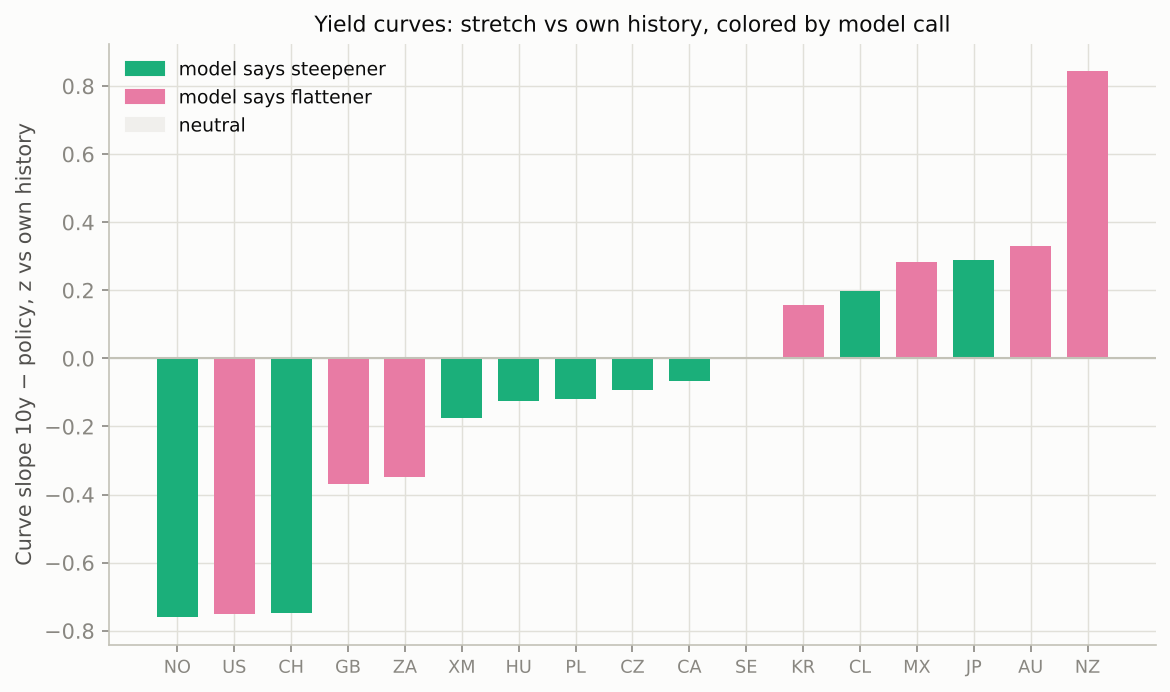 Yield curves: stretch vs own history, colored by model call
model says steepener
model says flattener
neutral
Curve slope 10y − policy, z vs own history
0.8
0.6
0.4
0.2
0.0
−0.2
−0.4
−0.6
−0.8
NO US CH GB ZA XM HU PL CZ CA SE KR CL MX JP AU NZ